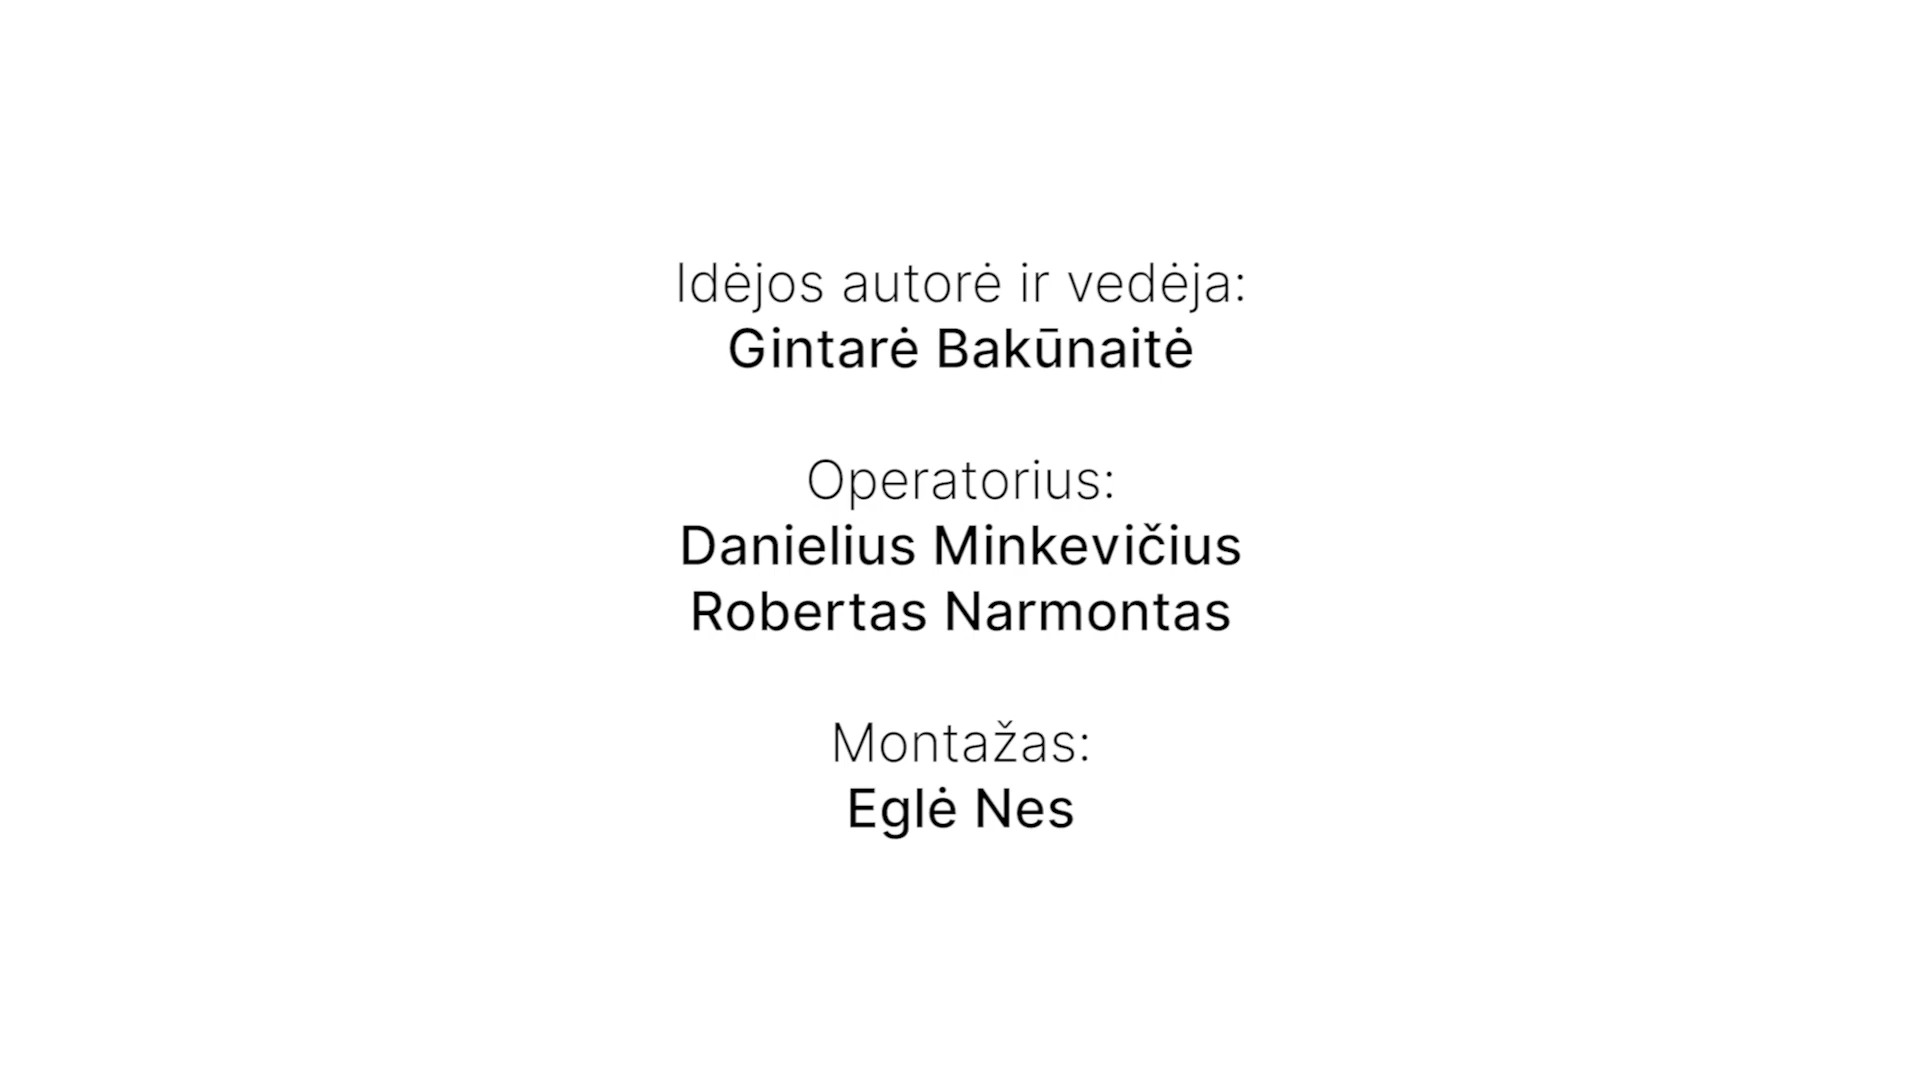 Idėjos autorė ir vedėja:
Gintarė Bakūnaitė
Operatorius:
Danielius Minkevičius
Robertas Narmontas
Montažas:
Eglė Nes